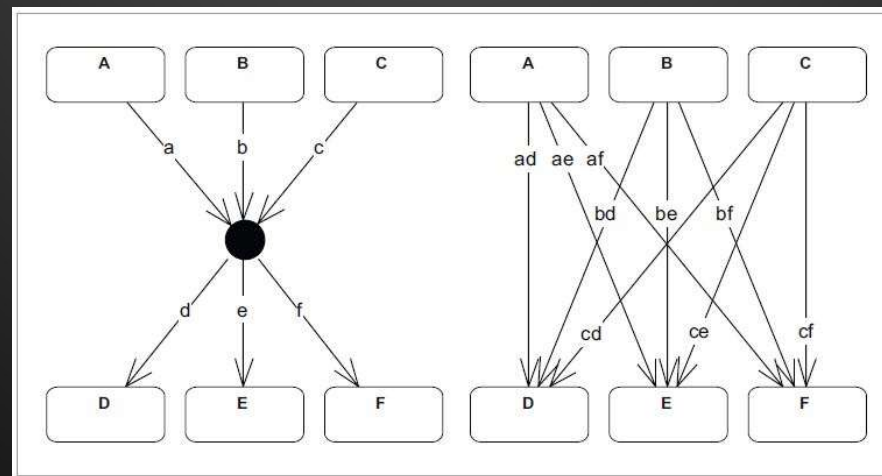 A B C A B C
a b c ad ae af
bd be bf
d e f cd ce cf
D E F D E F